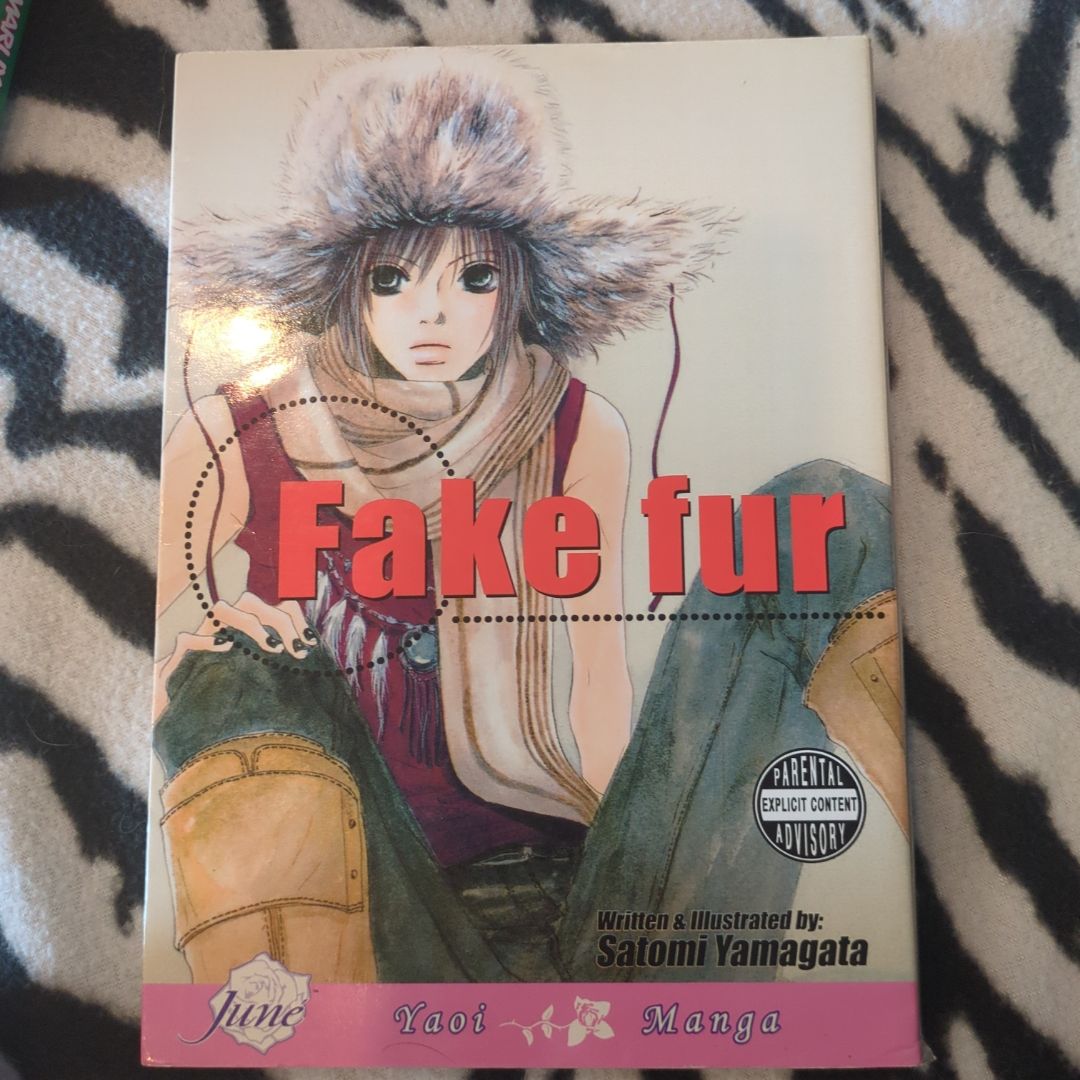 Fake fur
PARENTAL
EXPLICIT CONTENT
ADVISORY
Written & Illustrated by:
Satomi Yamagata
June
Yaoi Manga